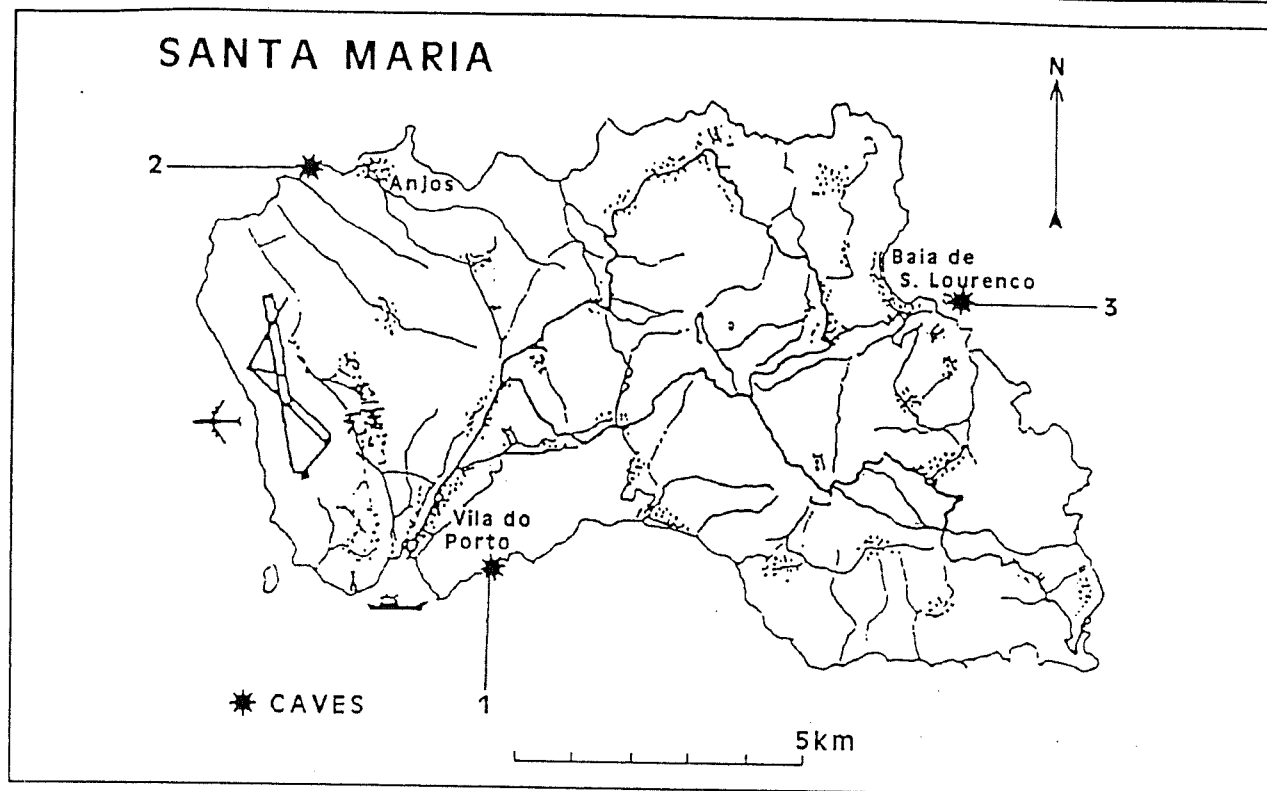 SANTA MARIA
N
2
Anjos
Baia de
S. Lourenco
3
Vila do
Porto
CAVES
1
5km